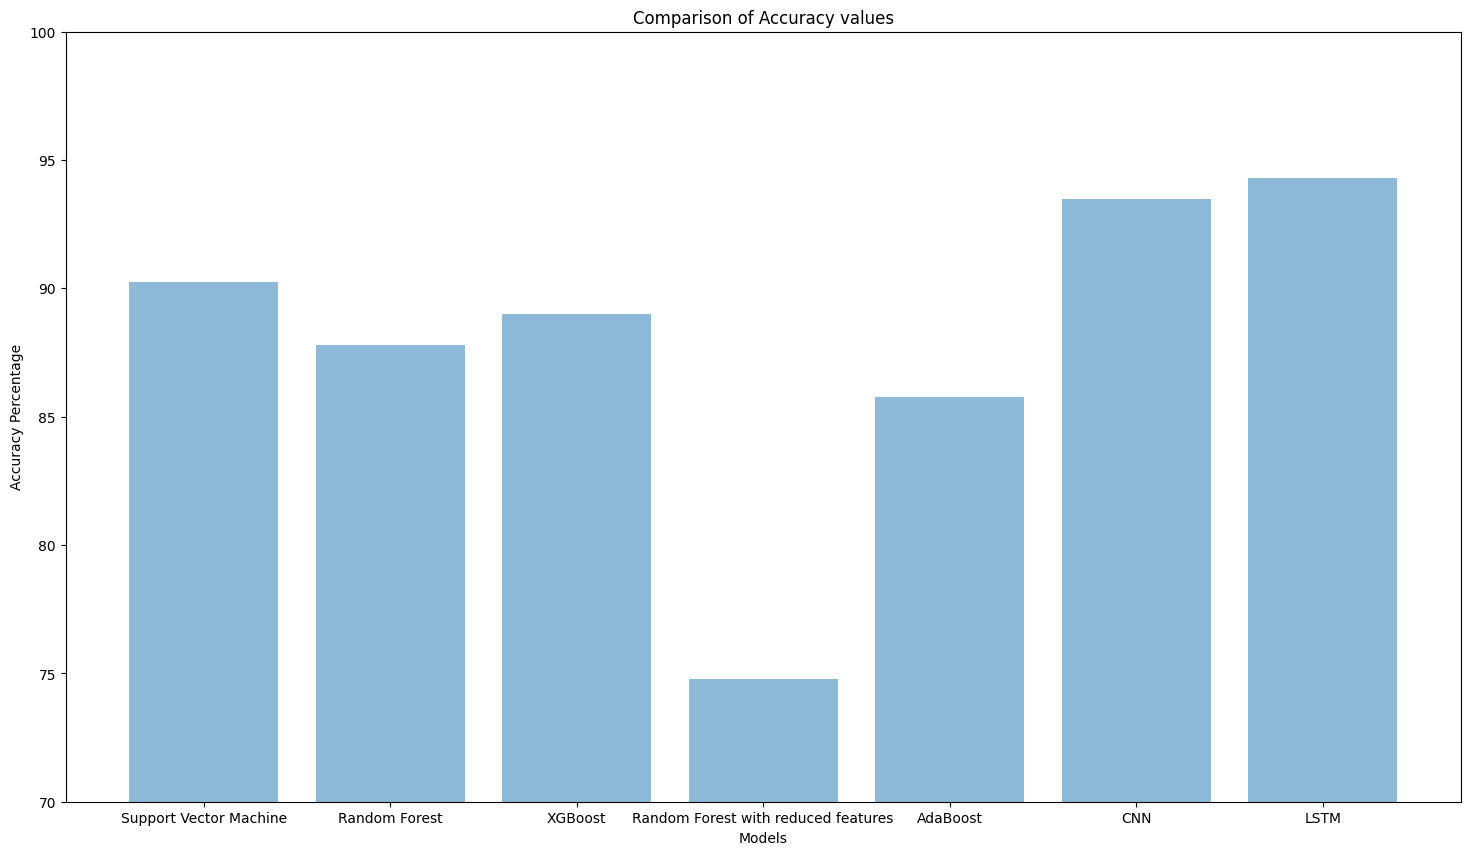 Comparison of Accuracy values
100
95
90
85
80
75
70
Accuracy Percentage
Support Vector Machine Random Forest XGBoost Random Forest with reduced features AdaBoost CNN LSTM
Models